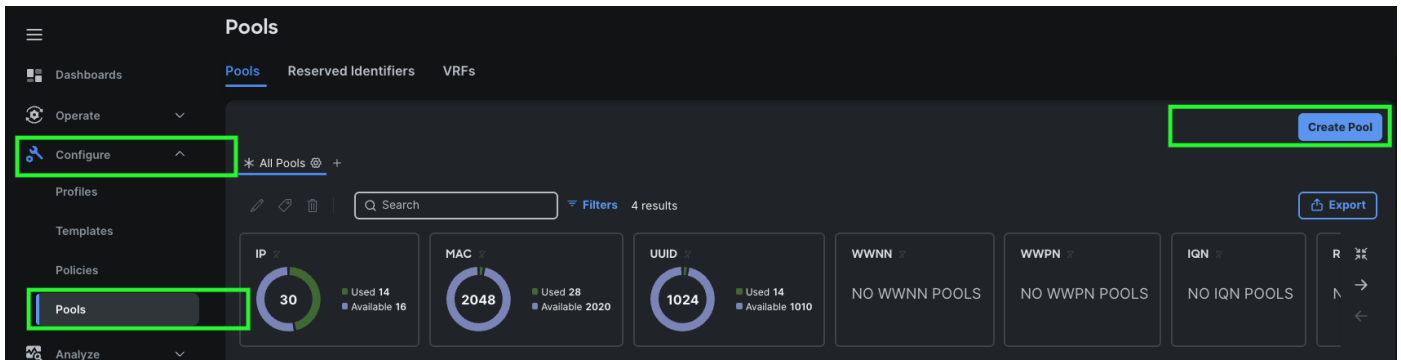 Pools
Dashboards
Pools Reserved Identifiers VRFs
Operate
Create Pool
Configure
All Pools +
Profiles
Search Filters 4 results Export
Templates
IP MAC UUID WWNN WWPN IQN R
Policies
30 Used 14 Available 16
2048 Used 28 Available 2020
1024 Used 14 Available 1010
NO WWNN POOLS NO WWPN POOLS NO IQN POOLS N
Pools
Analyze